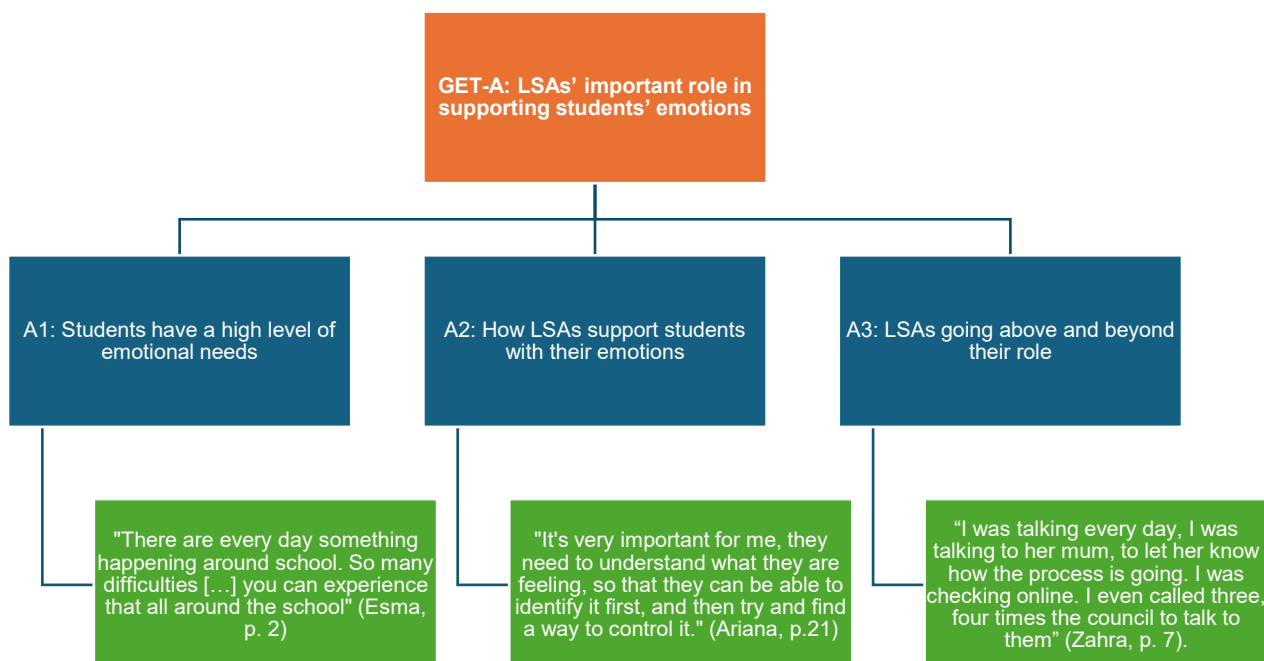 GET-A: LSAs’ important role in
supporting students’ emotions
A1: Students have a high level of
emotional needs
A2: How LSAs support students
with their emotions
A3: LSAs going above and beyond
their role
"There are every day something
happening around school. So many
difficulties […] you can experience
that all around the school" (Esma,
p. 2)
"It's very important for me, they
need to understand what they are
feeling, so that they can be able to
identify it first, and then try and find
a way to control it." (Ariana, p.21)
“I was talking every day, I was
talking to her mum, to let her know
how the process is going. I was
checking online. I even called three,
four times the council to talk to
them” (Zahra, p. 7).